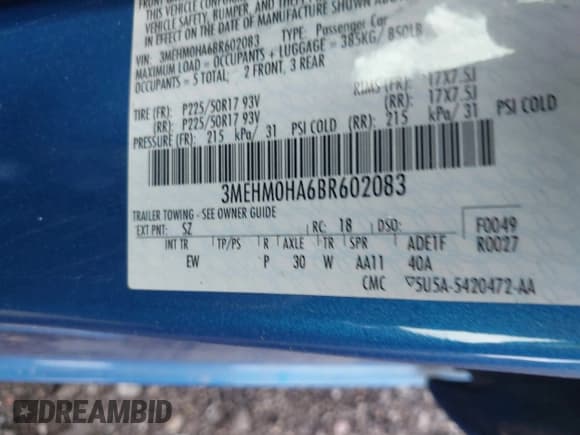 VEHICLE SAFETY, BUMPER, AND THEFT
IN EFFECT ON THE DATE OF MANUFACTURE SHOWN
VIN: 3MEHM0HA6BR602083 TYPE: Passenger Car
MAXIMUM LOAD = OCCUPANTS + LUGGAGE = 385KG/ 850LB
OCCUPANTS = 5 TOTAL; 2 FRONT, 3 REAR
TIRE (FR): P225/50R17 93V RIMS (FR): 17X7.5J
(RR): P225/50R17 93V (RR): 17X7.5J
PRESSURE (FR): 215 kPa/ 31 PSI COLD (RR): 215 kPa/ 31 PSI COLD
3MEHM0HA6BR602083
TRAILER TOWING - SEE OWNER GUIDE
EXT PNT: SZ RC: 18 DSO: F0049
INT TR TP/PS R AXLE TR SPR ADETF R0027
EW P 30 W AA11 40A
CMC ▽5U5A-5420472-AA
DREAMBID